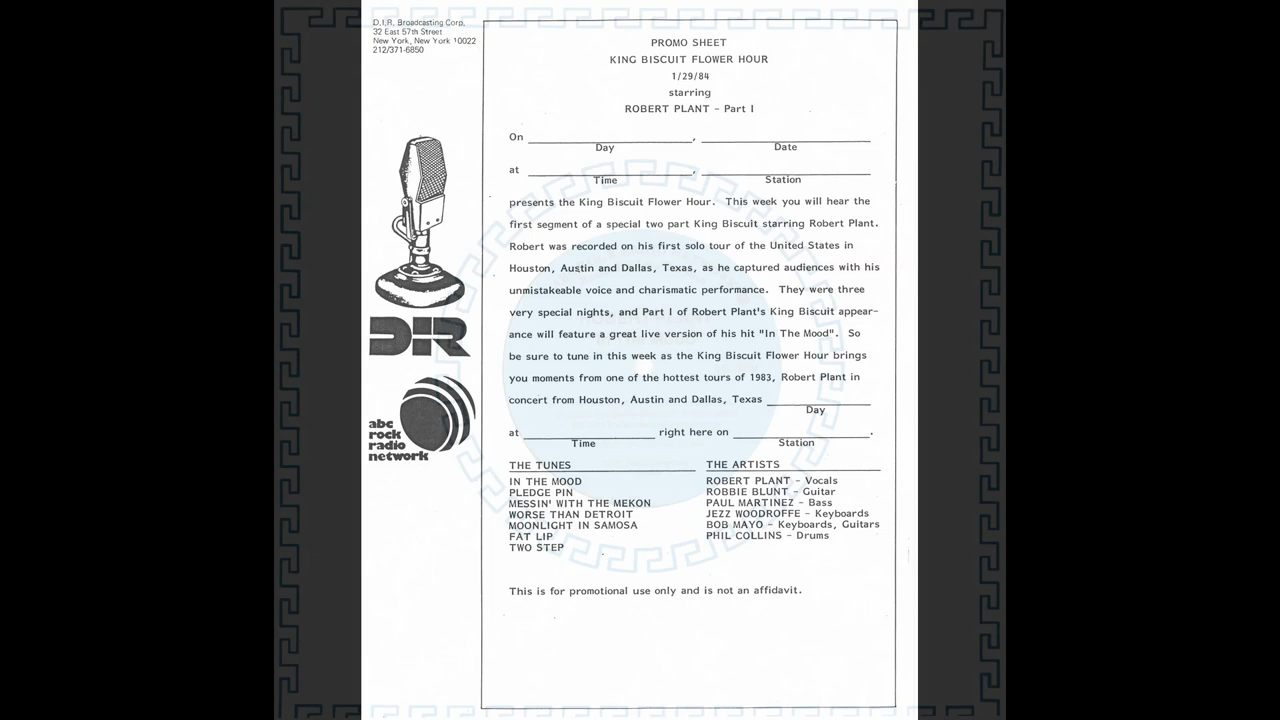 D.I.R. Broadcasting Corp.
32 East 57th Street
New York, New York 10022
212/371-6850
DIR
abc
rock
radio
network
PROMO SHEET
KING BISCUIT FLOWER HOUR
1/29/84
starring
ROBERT PLANT - Part I
On ____, ____
Day Date
at ____, ____
Time Station
presents the King Biscuit Flower Hour. This week you will hear the
first segment of a special two part King Biscuit starring Robert Plant.
Robert was recorded on his first solo tour of the United States in
Houston, Austin and Dallas, Texas, as he captured audiences with his
unmistakeable voice and charismatic performance. They were three
very special nights, and Part I of Robert Plant's King Biscuit appear-
ance will feature a great live version of his hit "In The Mood". So
be sure to tune in this week as the King Biscuit Flower Hour brings
you moments from one of the hottest tours of 1983, Robert Plant in
concert from Houston, Austin and Dallas, Texas ____
Day
at ____ right here on ____.
Time Station
THE TUNES
IN THE MOOD
PLEDGE PIN
MESSIN' WITH THE MEKON
WORSE THAN DETROIT
MOONLIGHT IN SAMOSA
FAT LIP
TWO STEP
THE ARTISTS
ROBERT PLANT - Vocals
ROBBIE BLUNT - Guitar
PAUL MARTINEZ - Bass
JEZZ WOODROFFE - Keyboards
BOB MAYO - Keyboards, Guitars
PHIL COLLINS - Drums
This is for promotional use only and is not an affidavit.